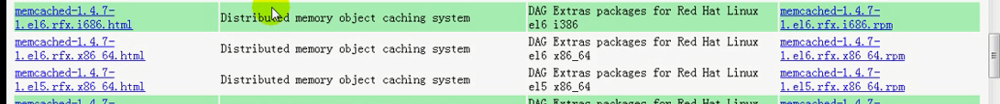 memcached-1.4.7-
1.el6.rfx.i686.html
Distributed memory object caching system
DAG Extras packages for Red Hat Linux
el6 i386
memcached-1.4.7-
1.el6.rfx.i686.rpm
memcached-1.4.7-
1.el6.rfx.x86_64.html
Distributed memory object caching system
DAG Extras packages for Red Hat Linux
el6 x86_64
memcached-1.4.7-
1.el6.rfx.x86_64.rpm
memcached-1.4.7-
1.el5.rfx.x86_64.html
Distributed memory object caching system
DAG Extras packages for Red Hat Linux
el5 x86_64
memcached-1.4.7-
1.el5.rfx.x86_64.rpm
memcached-1.4.7-
DAG Extras packages for Red Hat Linux
memcached-1.4.7-